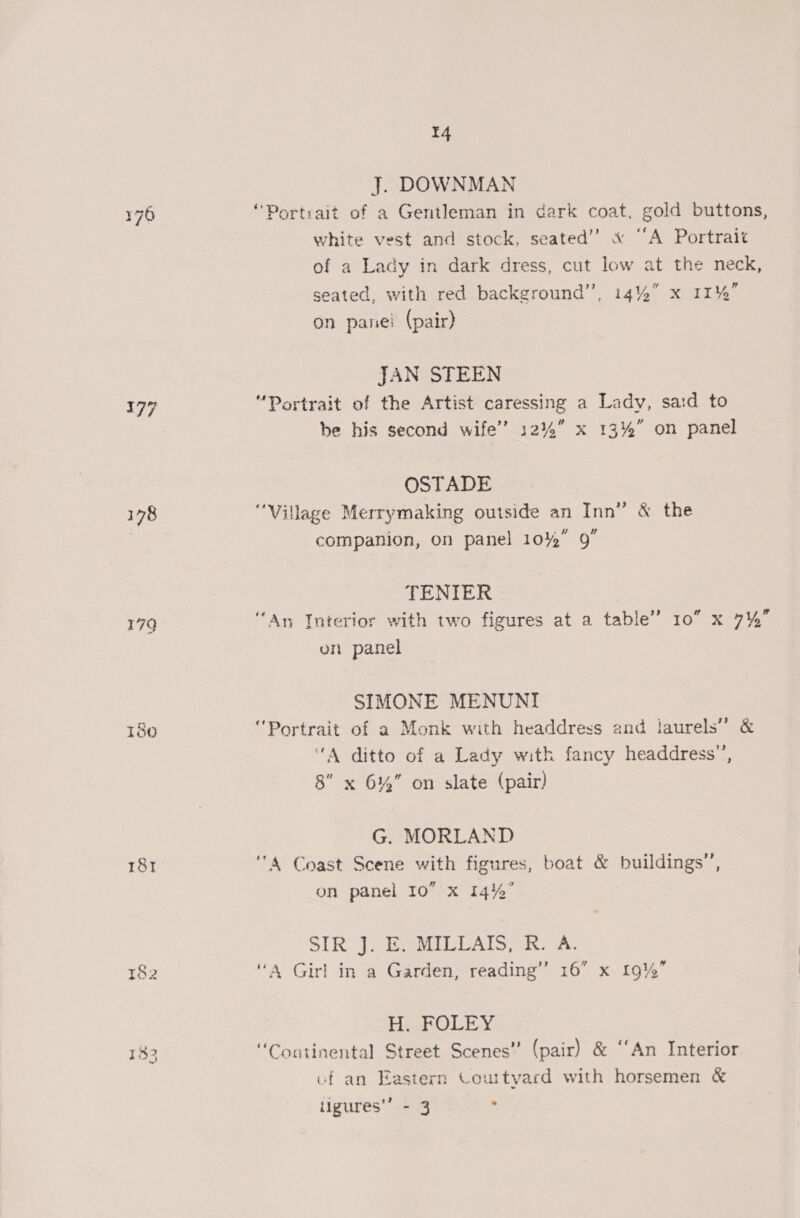 14
J. DOWNMAN
176 "Portrait of a Gentleman in dark coat, gold buttons,
white vest and stock, seated" & "A Portrait
of a Lady in dark dress, cut low at the neck,
seated, with red background", 14½" x 11½"
on panel (pair)
JAN STEEN
177 "Portrait of the Artist caressing a Lady, said to
be his second wife" 12½" x 13½" on panel
OSTADE
178 "Village Merrymaking outside an Inn" & the
companion, on panel 10½" 9"
TENIER
179 "An Interior with two figures at a table" 10" x 7½"
on panel
SIMONE MENUNI
180 "Portrait of a Monk with headdress and laurels" &
"A ditto of a Lady with fancy headdress",
8" x 6½" on slate (pair)
G. MORLAND
181 "A Coast Scene with figures, boat & buildings",
on panel 10" x 14½"
SIR J. E. MILLAIS, R. A.
182 "A Girl in a Garden, reading" 16" x 19½"
H. FOLEY
183 "Continental Street Scenes" (pair) & "An Interior
of an Eastern Courtyard with horsemen &
figures" - 3